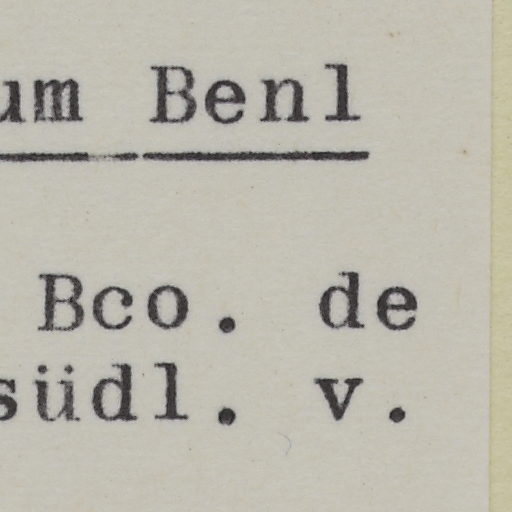 um Benl
Bco. de
südl. v.